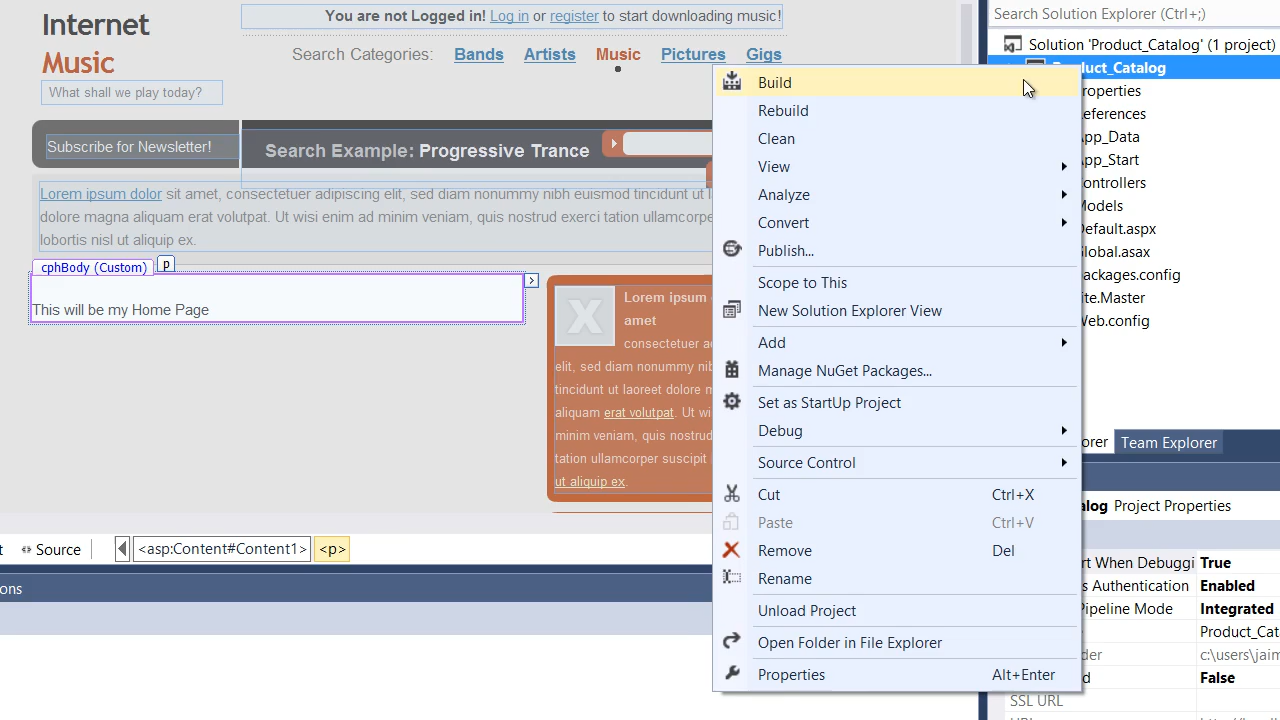 Internet
Music
What shall we play today?
You are not Logged in! Log in or register to start downloading music!
Search Categories: Bands Artists Music Pictures Gigs
Subscribe for Newsletter!
Search Example: Progressive Trance
Lorem ipsum dolor sit amet, consectetuer adipiscing elit, sed diam nonummy nibh euismod tincidunt ut l
dolore magna aliquam erat volutpat. Ut wisi enim ad minim veniam, quis nostrud exerci tation ullamcorpe
lobortis nisl ut aliquip ex.
cphBody (Custom) p
This will be my Home Page
Lorem ipsum
amet
consectetuer a
elit, sed diam nonummy nib
tincidunt ut laoreet dolore m
aliquam erat volutpat. Ut wi
minim veniam, quis nostrud
tation ullamcorper suscipit
ut aliquip ex.
Source <asp:Content#Content1> <p>
ons
Build
Rebuild
Clean
View
Analyze
Convert
Publish...
Scope to This
New Solution Explorer View
Add
Manage NuGet Packages...
Set as StartUp Project
Debug
Source Control
Cut Ctrl+X
Paste Ctrl+V
Remove Del
Rename
Unload Project
Open Folder in File Explorer
Properties Alt+Enter
Search Solution Explorer (Ctrl+;)
Solution 'Product_Catalog' (1 project)
uct_Catalog
roperties
eferences
pp_Data
pp_Start
ontrollers
Models
efault.aspx
lobal.asax
ackages.config
ite.Master
Web.config
orer Team Explorer
alog Project Properties
rt When Debuggi True
s Authentication Enabled
Pipeline Mode Integrated
Product_Cat
der c:\users\jaim
d False
SSL URL